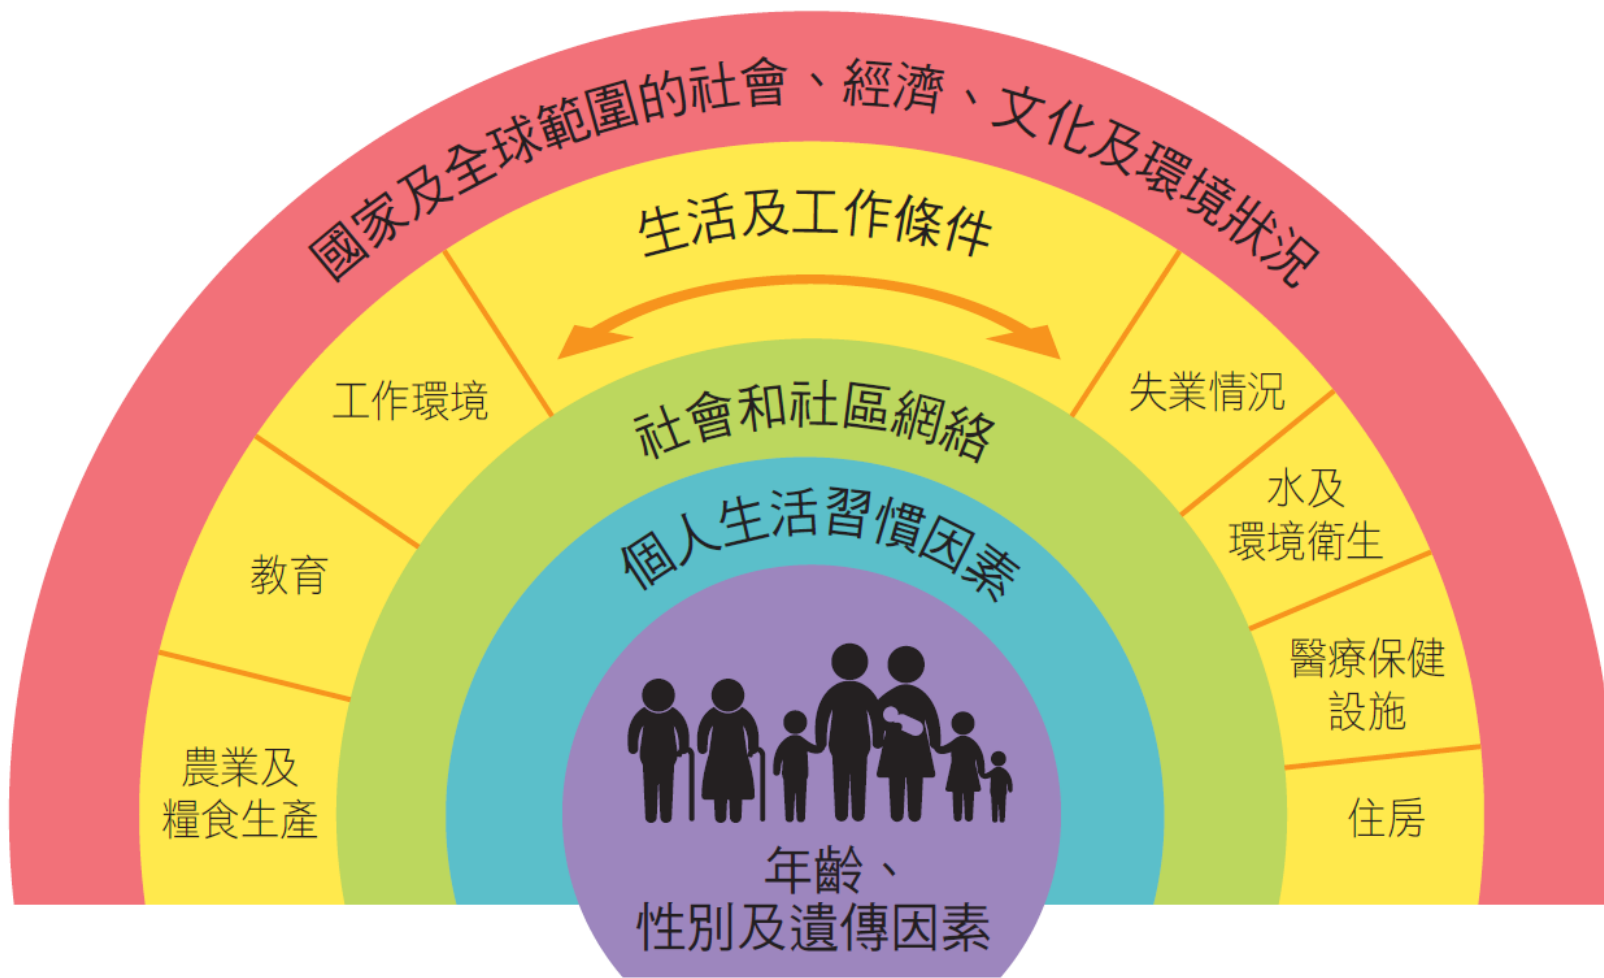 國家及全球範圍的社會、經濟、文化及環境狀況
生活及工作條件
工作環境
失業情況
社會和社區網絡
水及
環境衛生
個人生活習慣因素
教育
醫療保健
設施
農業及
糧食生產
住房
年齡、
性別及遺傳因素